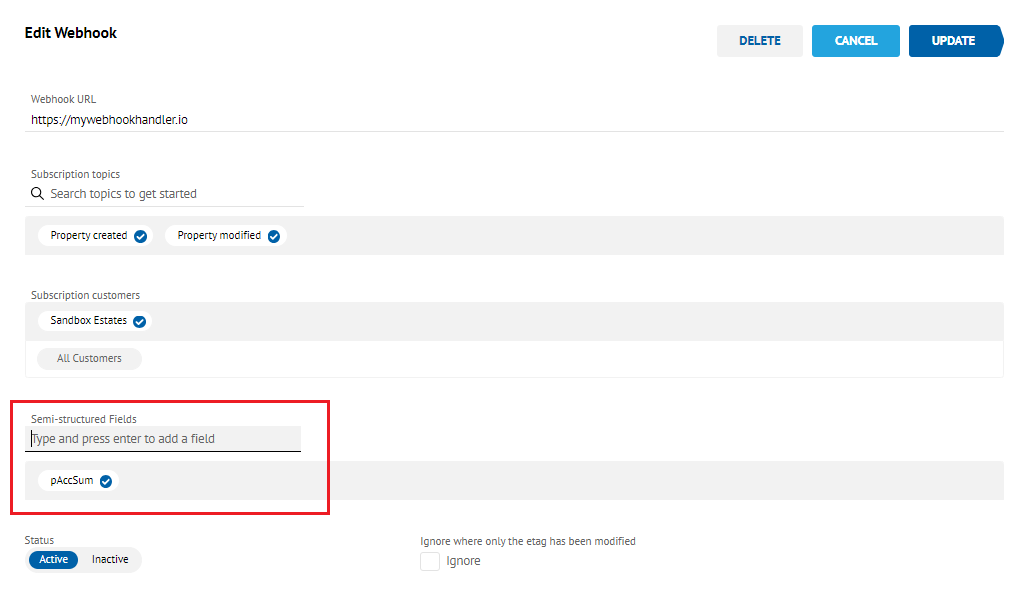 Edit Webhook
DELETE
CANCEL
UPDATE
Webhook URL
https://mywebhookhandler.io
Subscription topics
Search topics to get started
Property created
Property modified
Subscription customers
Sandbox Estates
All Customers
Semi-structured Fields
Type and press enter to add a field
pAccSum
Status
Active
Inactive
Ignore where only the etag has been modified
Ignore